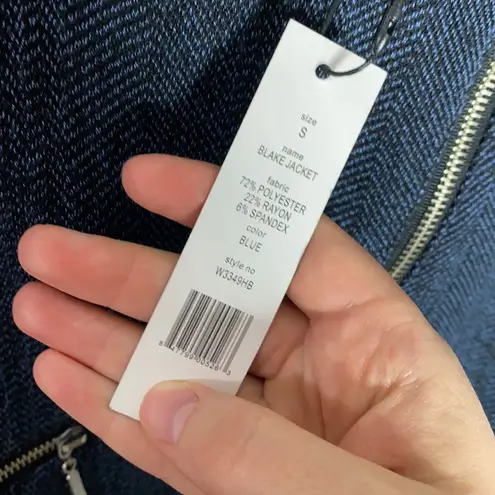 size
S
name
BLAKE JACKET
fabric
72% POLYESTER
22% RAYON
6% SPANDEX
color
BLUE
style no
W3349HB